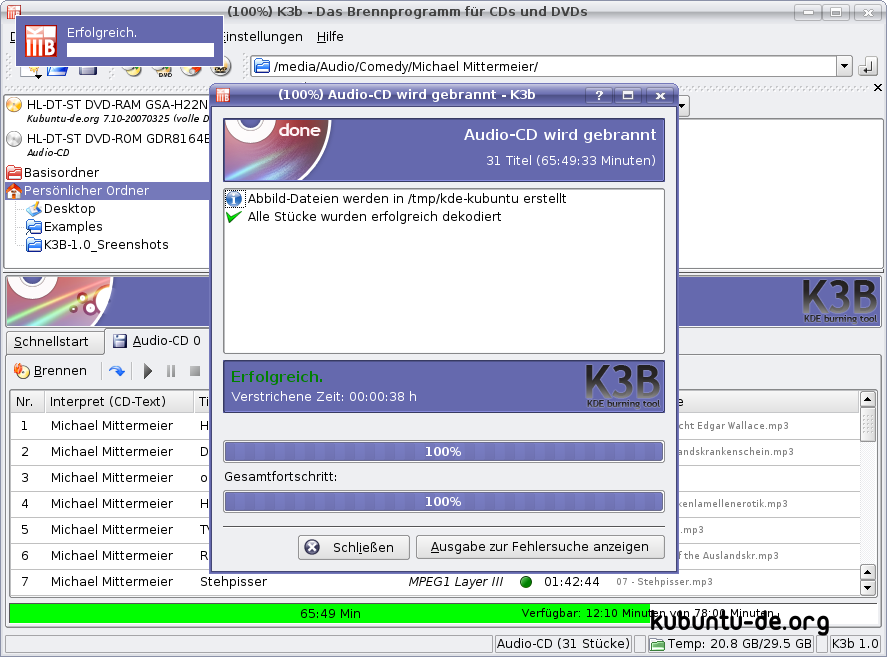 (100%) K3b - Das Brennprogramm für CDs und DVDs
Erfolgreich.
Einstellungen Hilfe
/media/Audio/Comedy/Michael Mittermeier/
HL-DT-ST DVD-RAM GSA-H22N
Kubuntu-de.org 7.10-20070325 (volle D
HL-DT-ST DVD-ROM GDR8164B
Audio-CD
Basisordner
Persönlicher Ordner
Desktop
Examples
K3B-1.0_Sreenshots
(100%) Audio-CD wird gebrannt - K3b
done
Audio-CD wird gebrannt
31 Titel (65:49:33 Minuten)
Abbild-Dateien werden in /tmp/kde-kubuntu erstellt
Alle Stücke wurden erfolgreich dekodiert
Erfolgreich.
Verstrichene Zeit: 00:00:38 h
K3B
KDE burning tool
100%
Gesamtfortschritt:
100%
Schließen
Ausgabe zur Fehlersuche anzeigen
K3B
KDE burning tool
Schnellstart
Audio-CD 0
Brennen
Nr. Interpret (CD-Text) Ti e
1 Michael Mittermeier H cht Edgar Wallace.mp3
2 Michael Mittermeier D andskrankenschein.mp3
3 Michael Mittermeier o
4 Michael Mittermeier H kenlamellenerotik.mp3
5 Michael Mittermeier TV .mp3
6 Michael Mittermeier R f the Auslandskr.mp3
7 Michael Mittermeier Stehpisser MPEG1 Layer III 01:42:44 07 - Stehpisser.mp3
65:49 Min Verfügbar: 12:10 Minuten von 78:00 Minuten
kubuntu-de.org
Audio-CD (31 Stücke) Temp: 20.8 GB/29.5 GB K3b 1.0